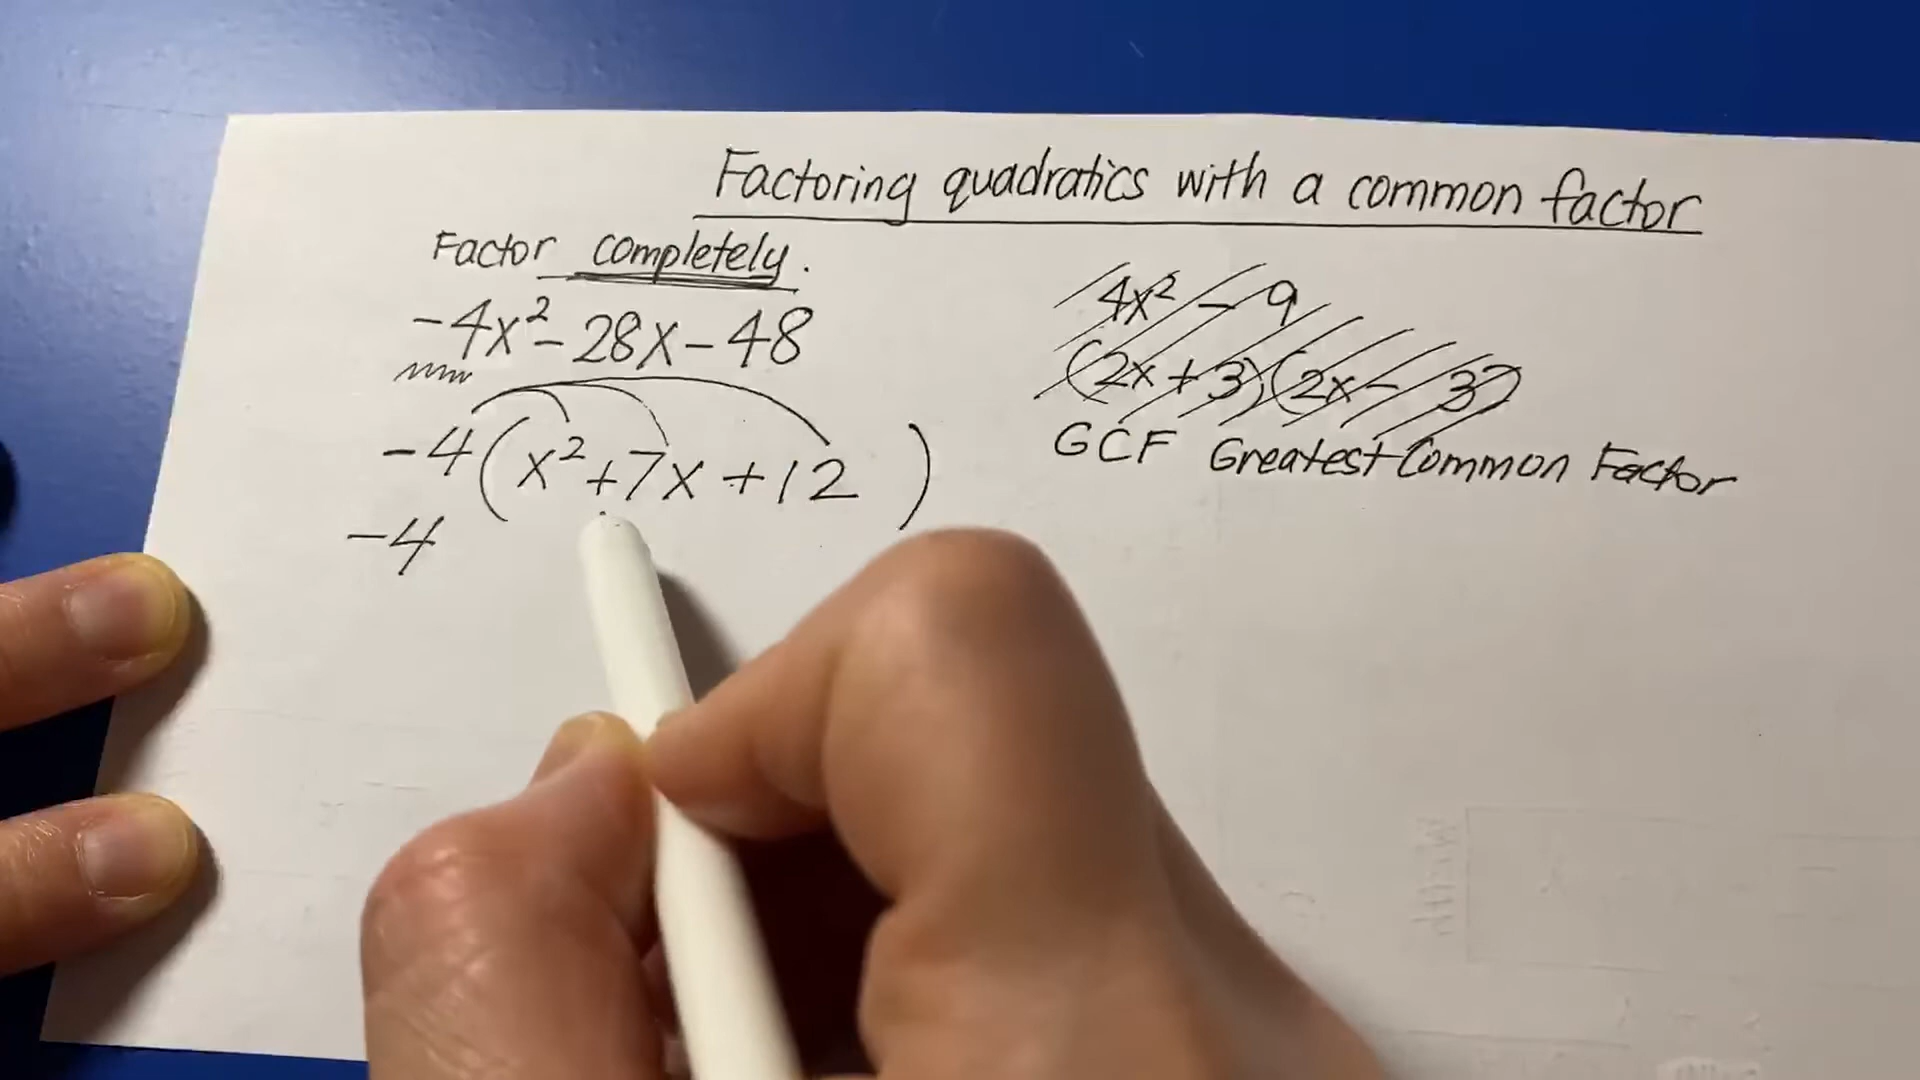 Factoring quadratics with a common factor
Factor completely.
-4x² - 28x - 48
-4(x² + 7x + 12 )
-4
4x² - 9
(2x + 3)(2x - 3)
GCF Greatest Common Factor